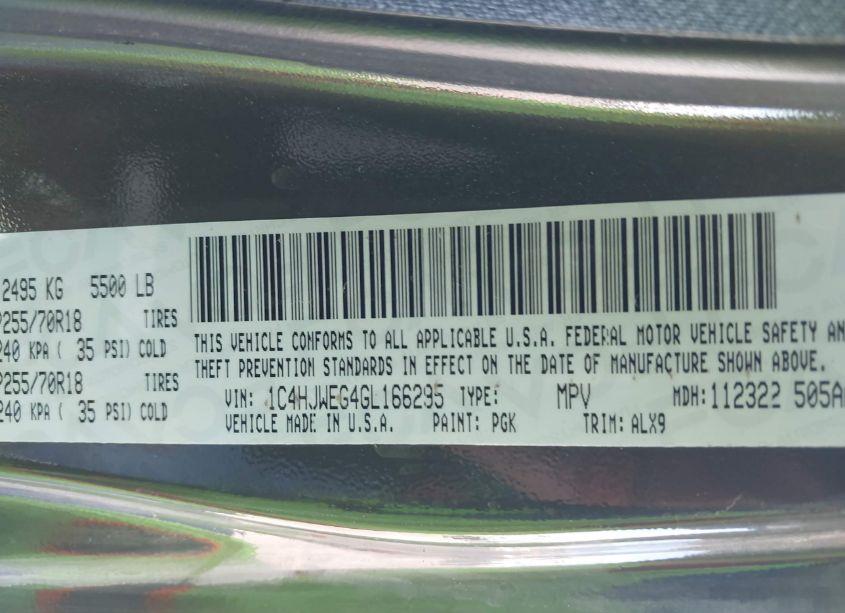 2495 KG 5500 LB
P255/70R18 TIRES
240 KPA ( 35 PSI) COLD
P255/70R18 TIRES
240 KPA ( 35 PSI) COLD
THIS VEHICLE CONFORMS TO ALL APPLICABLE U.S.A. FEDERAL MOTOR VEHICLE SAFETY AN
THEFT PREVENTION STANDARDS IN EFFECT ON THE DATE OF MANUFACTURE SHOWN ABOVE.
VIN: 1C4HJWEG4GL166295 TYPE: MPV MDH: 112322 505A
VEHICLE MADE IN U.S.A. PAINT: PGK TRIM: ALX9